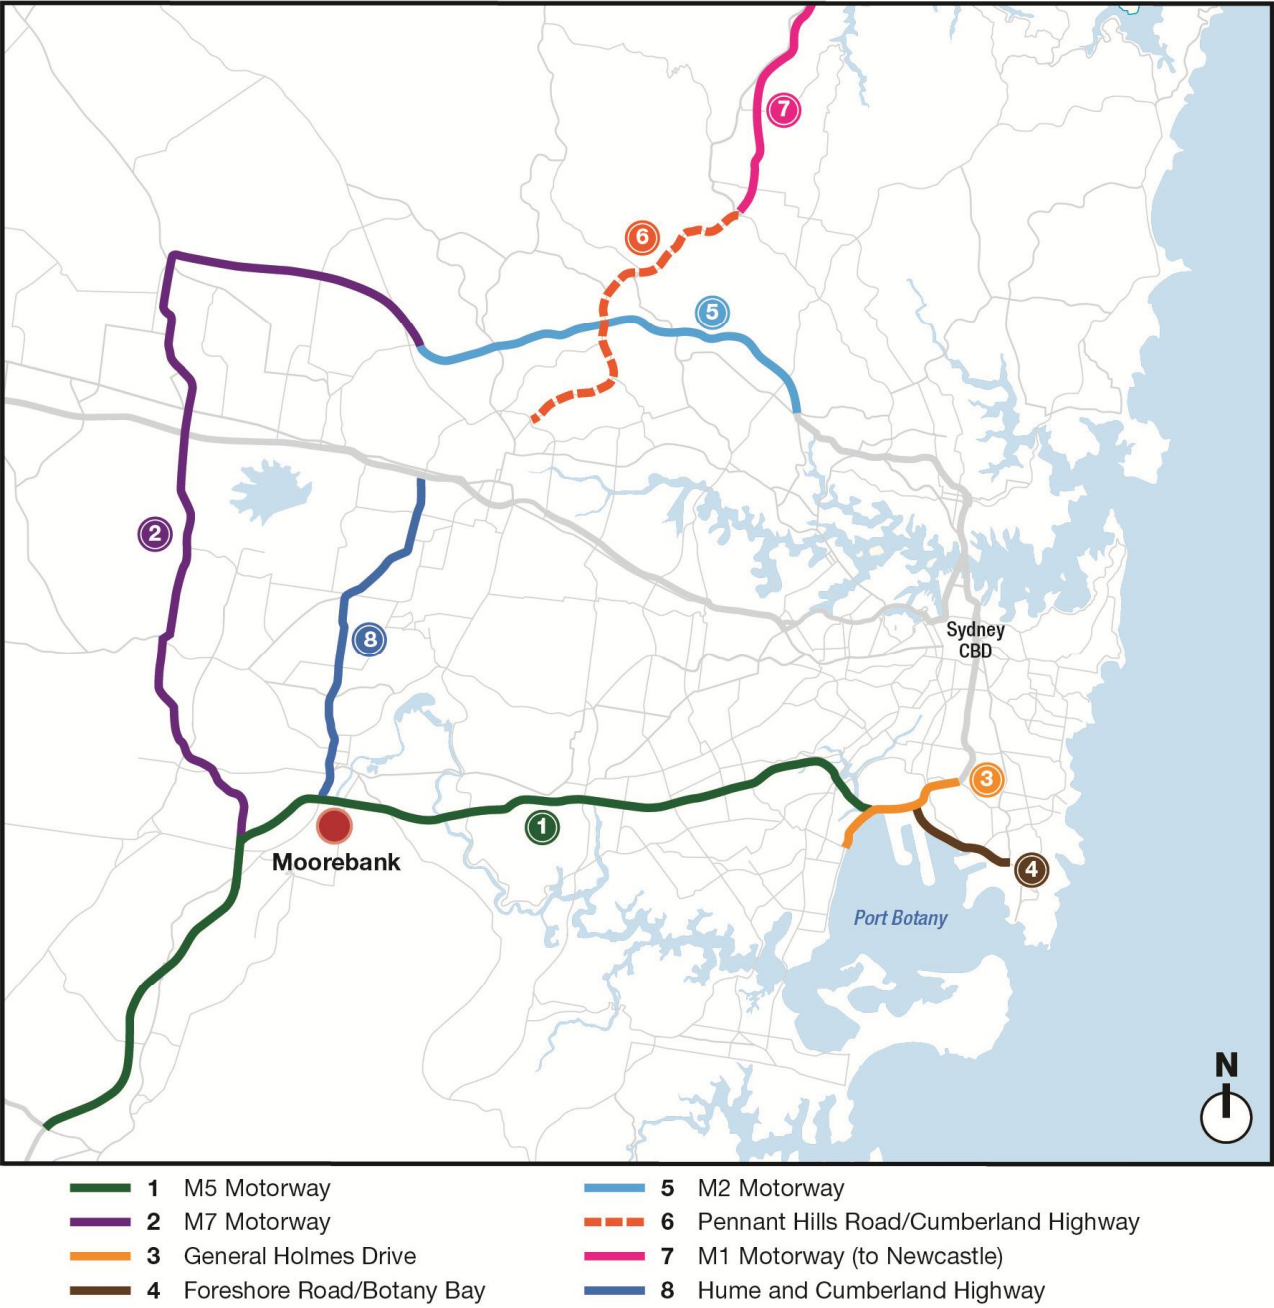 7
6
5
2
8
Sydney
CBD
3
1
Moorebank
4
Port Botany
N
1 M5 Motorway
2 M7 Motorway
3 General Holmes Drive
4 Foreshore Road/Botany Bay
5 M2 Motorway
6 Pennant Hills Road/Cumberland Highway
7 M1 Motorway (to Newcastle)
8 Hume and Cumberland Highway